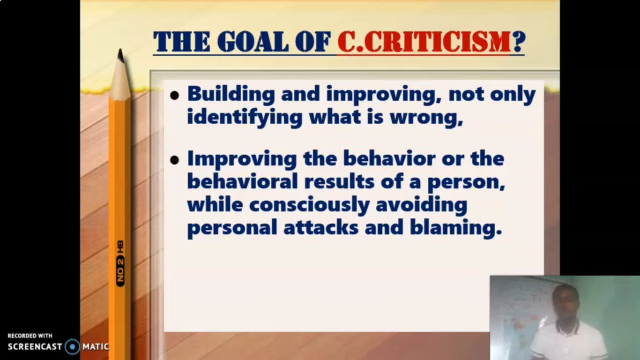 THE GOAL OF C.CRITICISM?
• Building and improving, not only
identifying what is wrong,
• Improving the behavior or the
behavioral results of a person,
while consciously avoiding
personal attacks and blaming.
NO 2 HB
RECORDED WITH
SCREENCAST MATIC